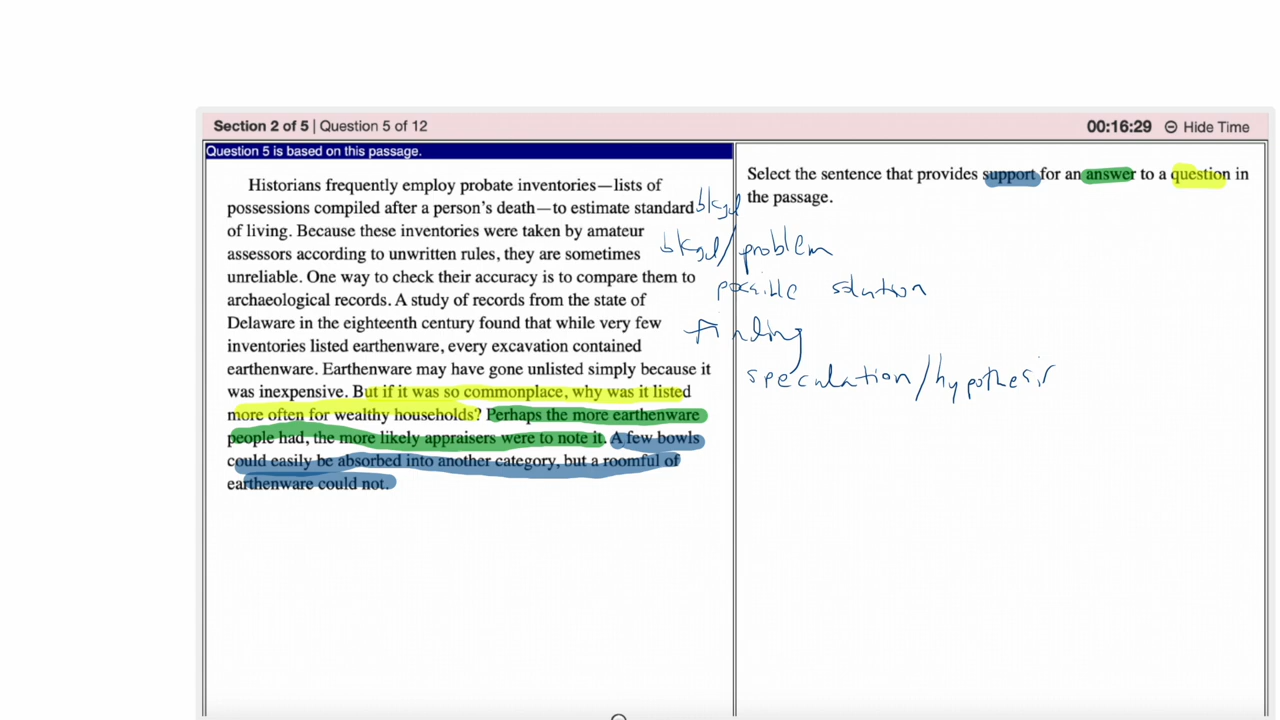 Section 2 of 5 | Question 5 of 12
00:16:29 Hide Time
Question 5 is based on this passage.
Historians frequently employ probate inventories—lists of
possessions compiled after a person's death—to estimate standard
of living. Because these inventories were taken by amateur
assessors according to unwritten rules, they are sometimes
unreliable. One way to check their accuracy is to compare them to
archaeological records. A study of records from the state of
Delaware in the eighteenth century found that while very few
inventories listed earthenware, every excavation contained
earthenware. Earthenware may have gone unlisted simply because it
was inexpensive. But if it was so commonplace, why was it listed
more often for wealthy households? Perhaps the more earthenware
people had, the more likely appraisers were to note it. A few bowls
could easily be absorbed into another category, but a roomful of
earthenware could not.
Select the sentence that provides support for an answer to a question in
the passage.
bkgd
bkgd/problem
possible solution
finding
speculation/hypothesis